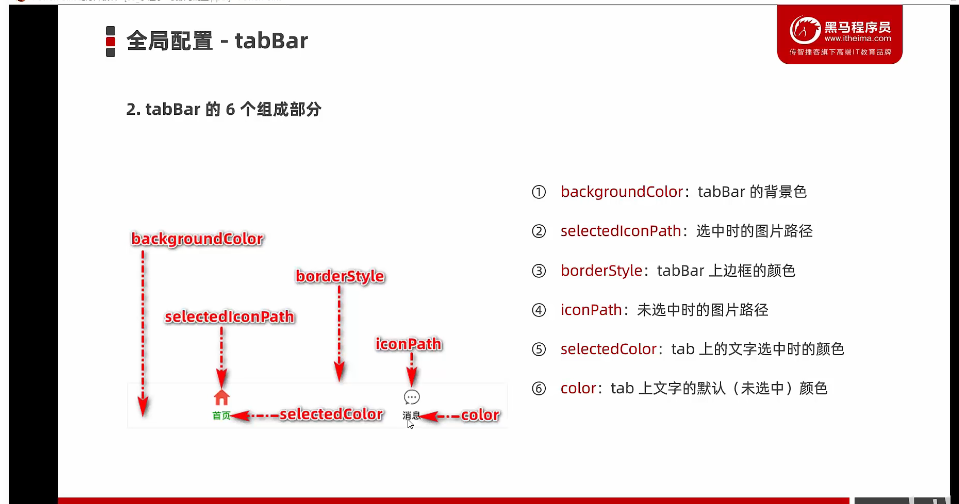 全局配置 - tabBar
黑马程序员
www.itheima.com
传智播客旗下高端IT教育品牌
2. tabBar 的 6 个组成部分
① backgroundColor：tabBar 的背景色
② selectedIconPath：选中时的图片路径
③ borderStyle：tabBar 上边框的颜色
④ iconPath：未选中时的图片路径
⑤ selectedColor：tab 上的文字选中时的颜色
⑥ color：tab 上文字的默认（未选中）颜色
backgroundColor
borderStyle
selectedIconPath
iconPath
首页
selectedColor
消息
color